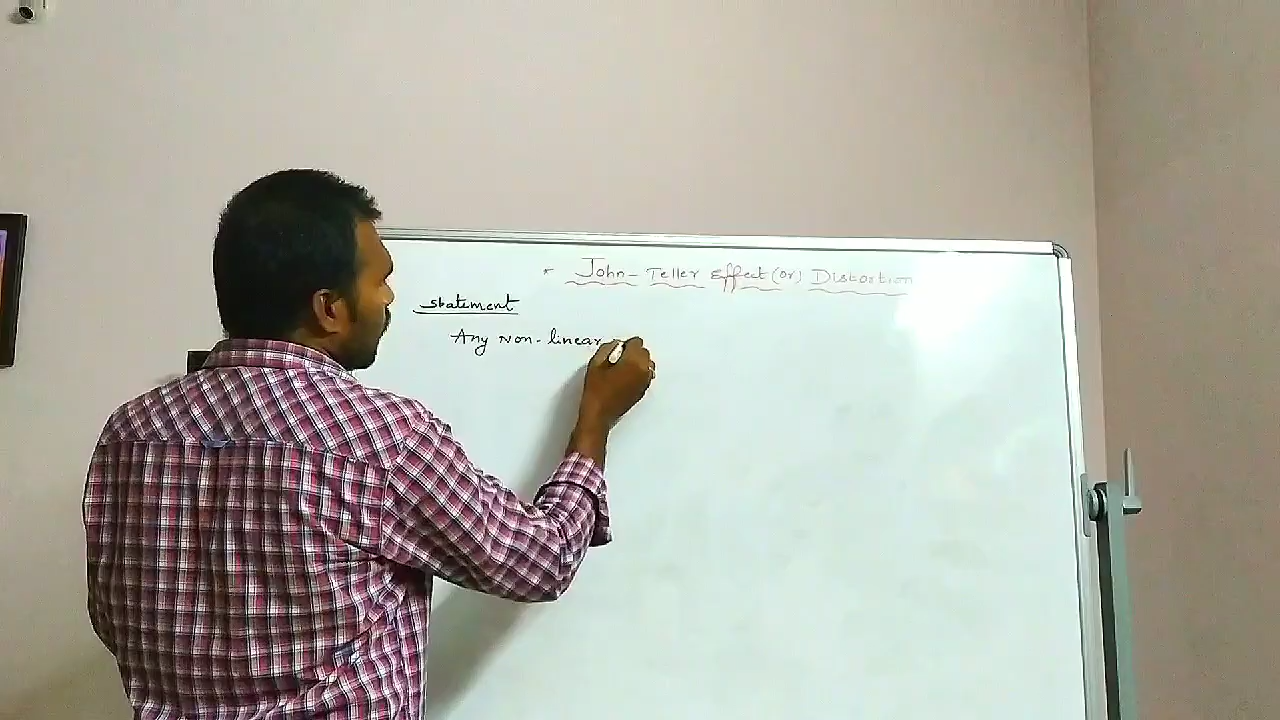 * John-Teller Effect (or) Distortion
Statement
Any Non-linear